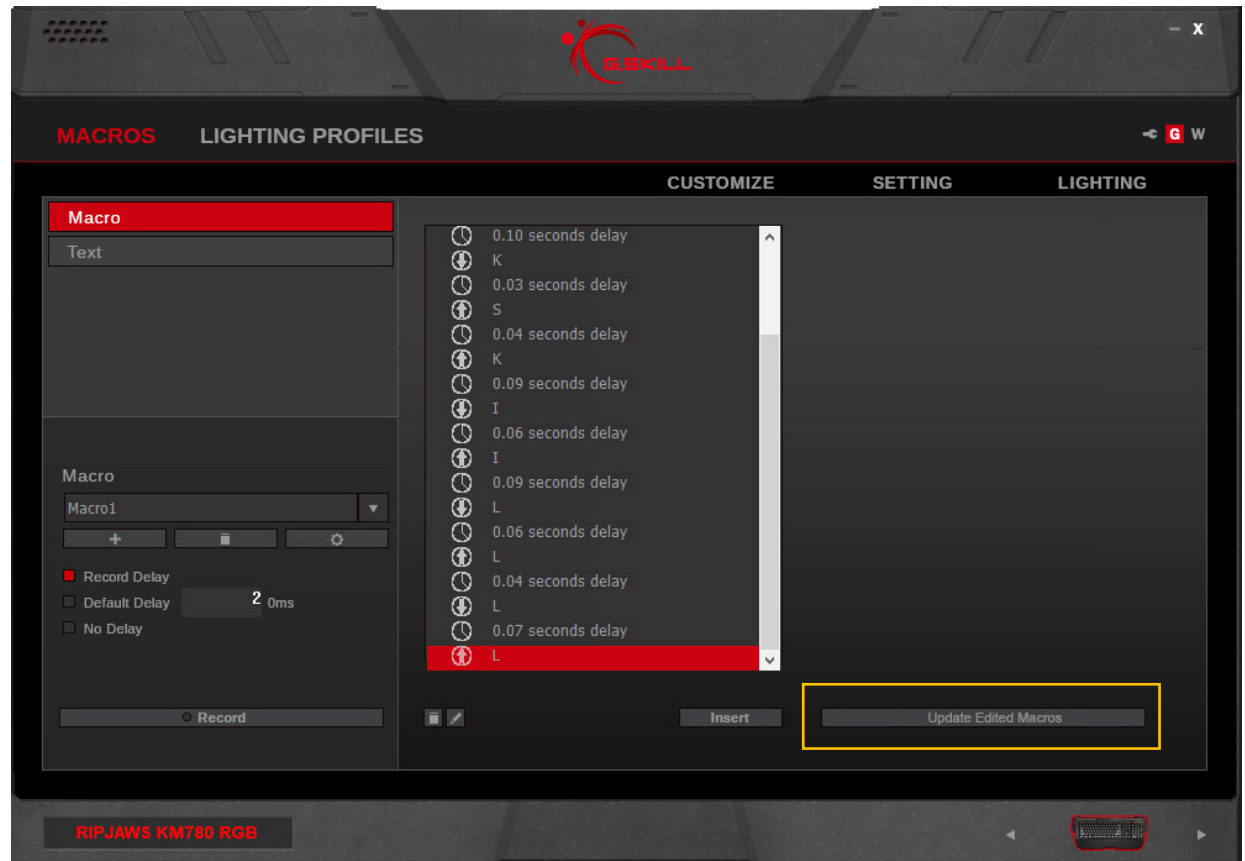 G.SKILL
X
MACROS LIGHTING PROFILES
G W
CUSTOMIZE SETTING LIGHTING
Macro
Text
0.10 seconds delay
K
0.03 seconds delay
S
0.04 seconds delay
K
0.09 seconds delay
I
0.06 seconds delay
I
0.09 seconds delay
L
0.06 seconds delay
L
0.04 seconds delay
L
0.07 seconds delay
L
Macro
Macro1
Record Delay
Default Delay 2 0ms
No Delay
Record
Insert
Update Edited Macros
RIPJAWS KM780 RGB